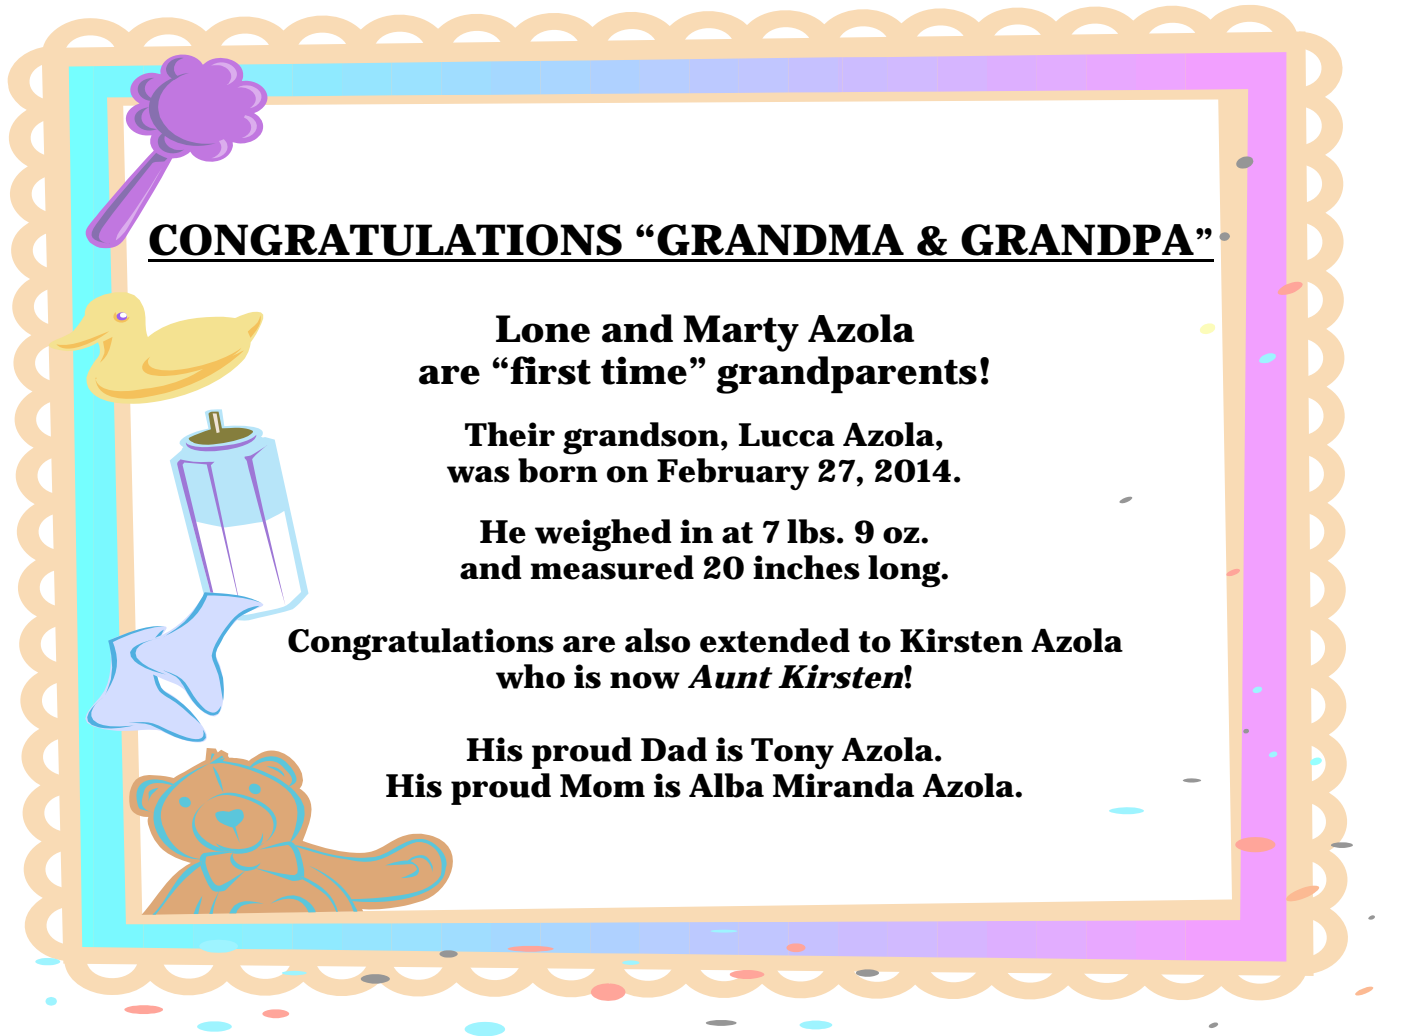 CONGRATULATIONS “GRANDMA & GRANDPA”
Lone and Marty Azola
are “first time” grandparents!
Their grandson, Lucca Azola,
was born on February 27, 2014.
He weighed in at 7 lbs. 9 oz.
and measured 20 inches long.
Congratulations are also extended to Kirsten Azola
who is now Aunt Kirsten!
His proud Dad is Tony Azola.
His proud Mom is Alba Miranda Azola.